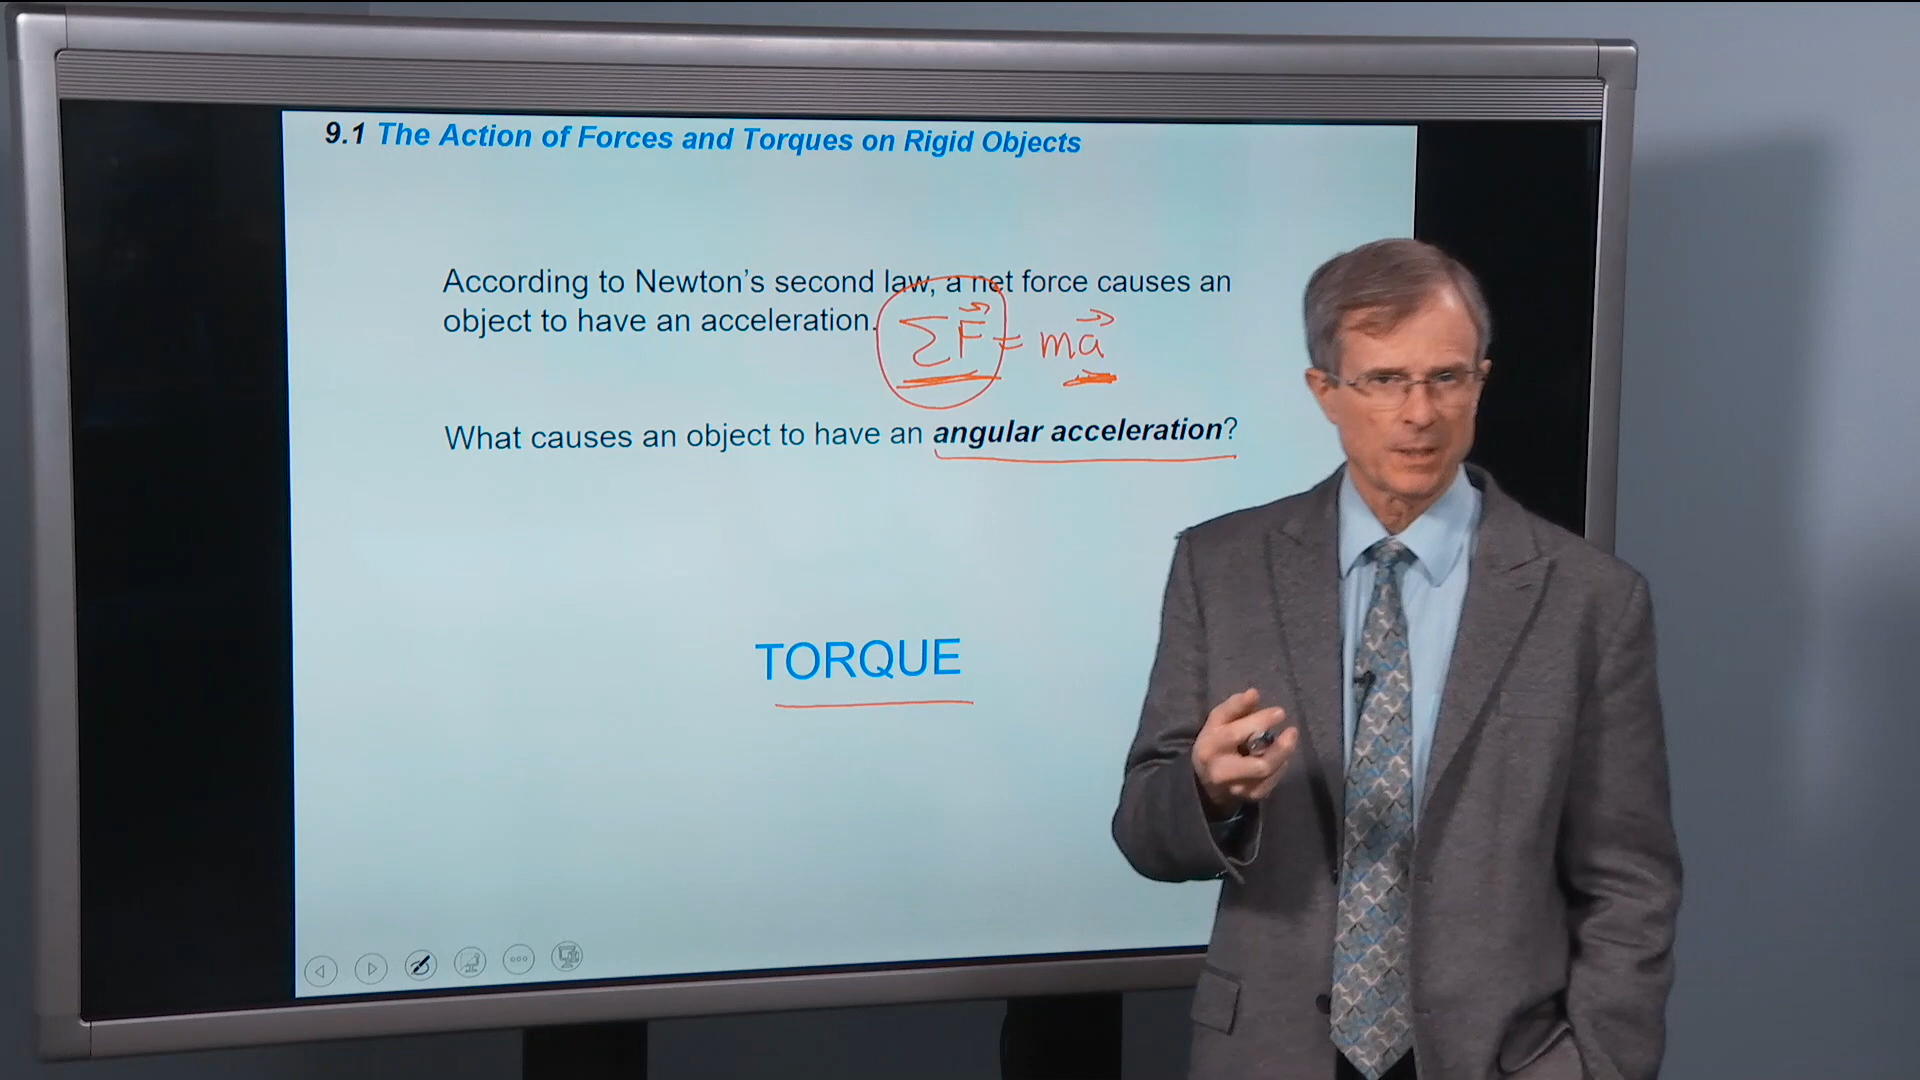 9.1 The Action of Forces and Torques on Rigid Objects
According to Newton's second law, a net force causes an
object to have an acceleration.
∑F⃗ = ma⃗
What causes an object to have an angular acceleration?
TORQUE